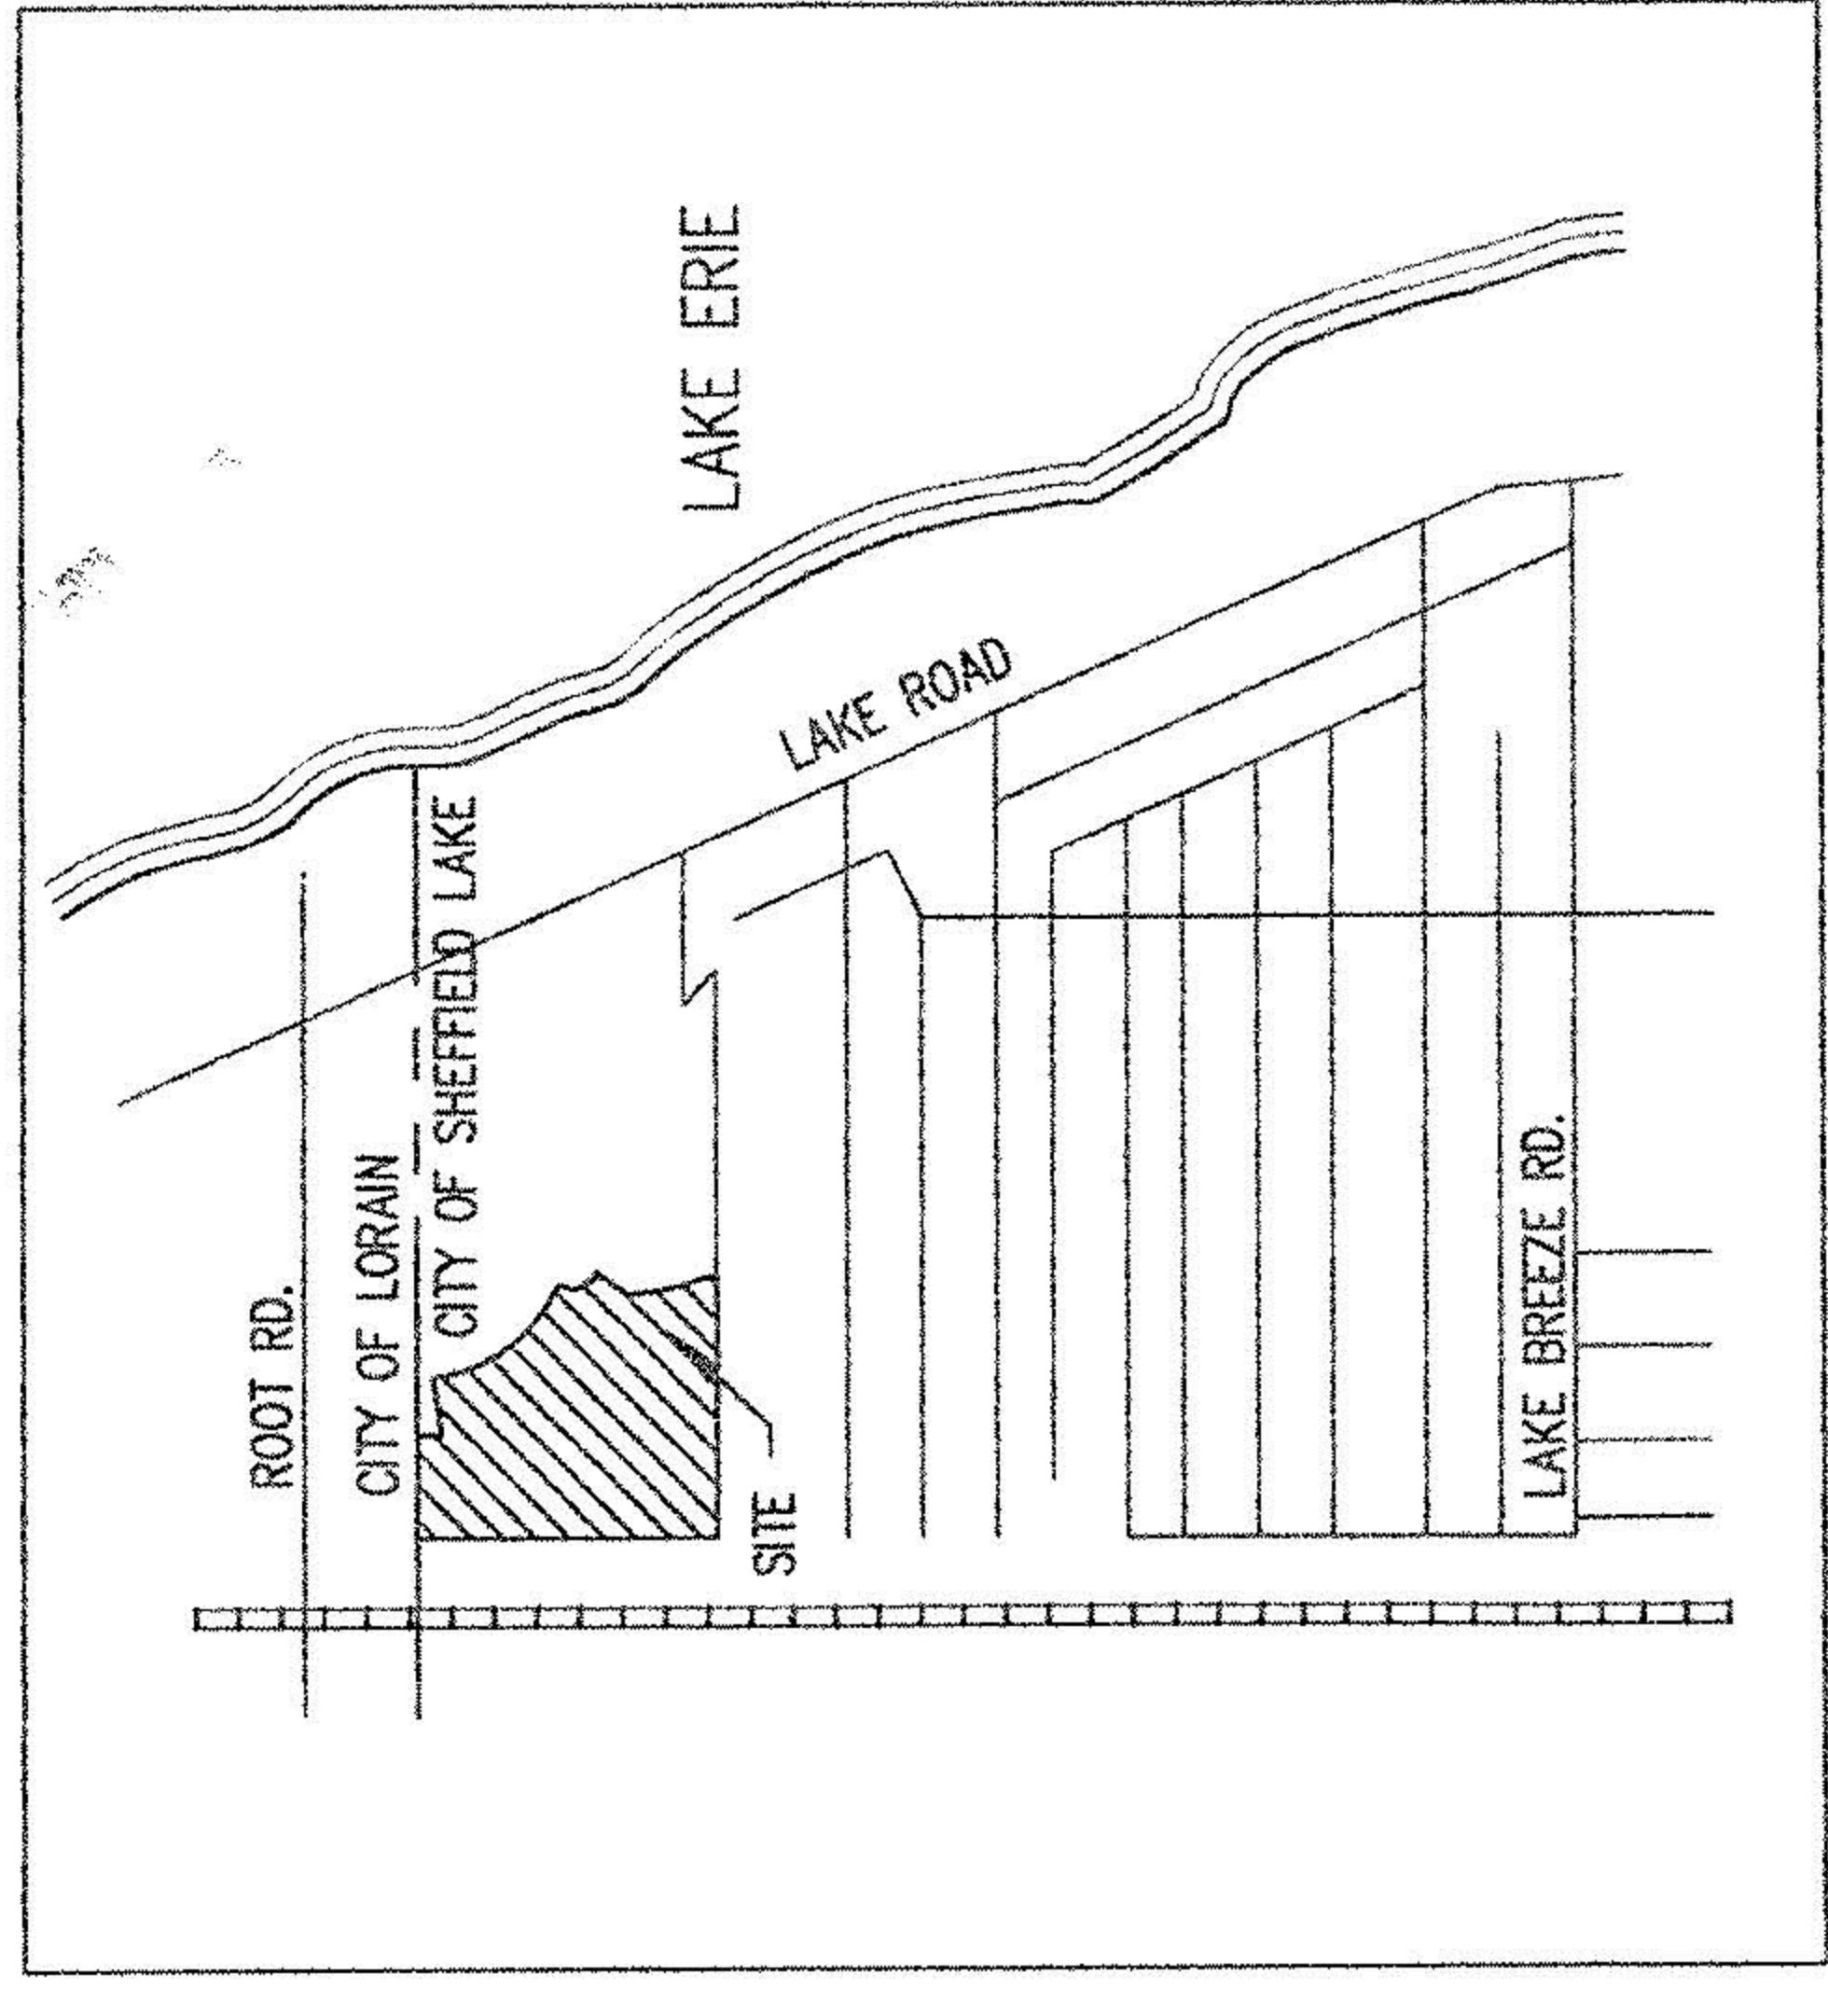 LAKE ERIE
LAKE ROAD
ROOT RD.
CITY OF LORAIN
CITY OF SHEFFIELD LAKE
SITE
LAKE BREEZE RD.